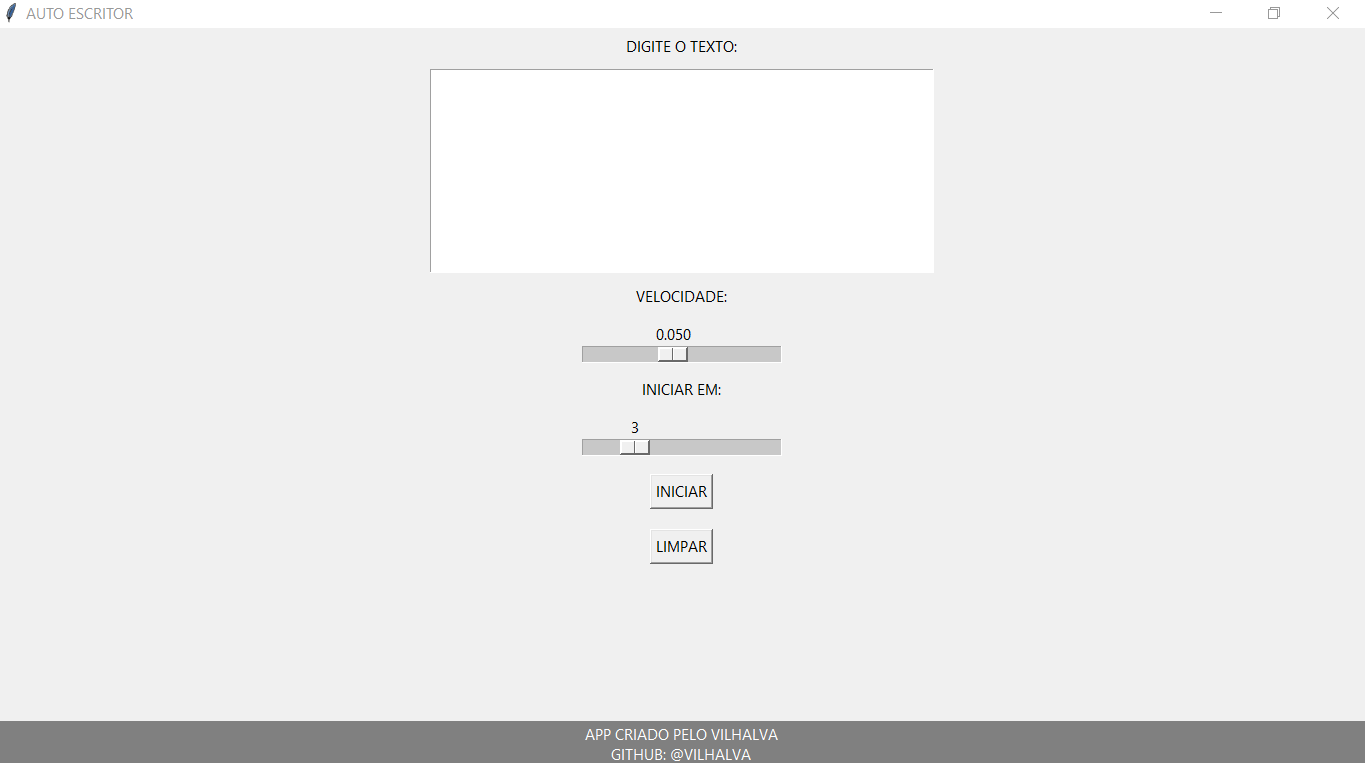 AUTO ESCRITOR
DIGITE O TEXTO:
VELOCIDADE:
0.050
INICIAR EM:
3
INICIAR
LIMPAR
APP CRIADO PELO VILHALVA
GITHUB: @VILHALVA